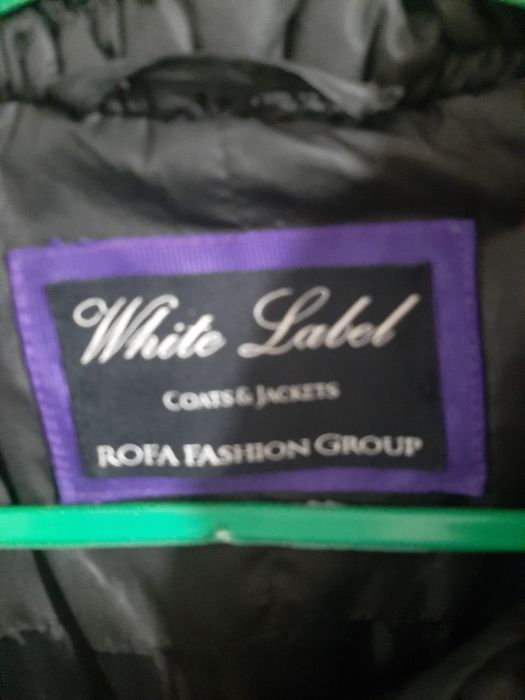 White Label
COATS & JACKETS
ROFA FASHION GROUP